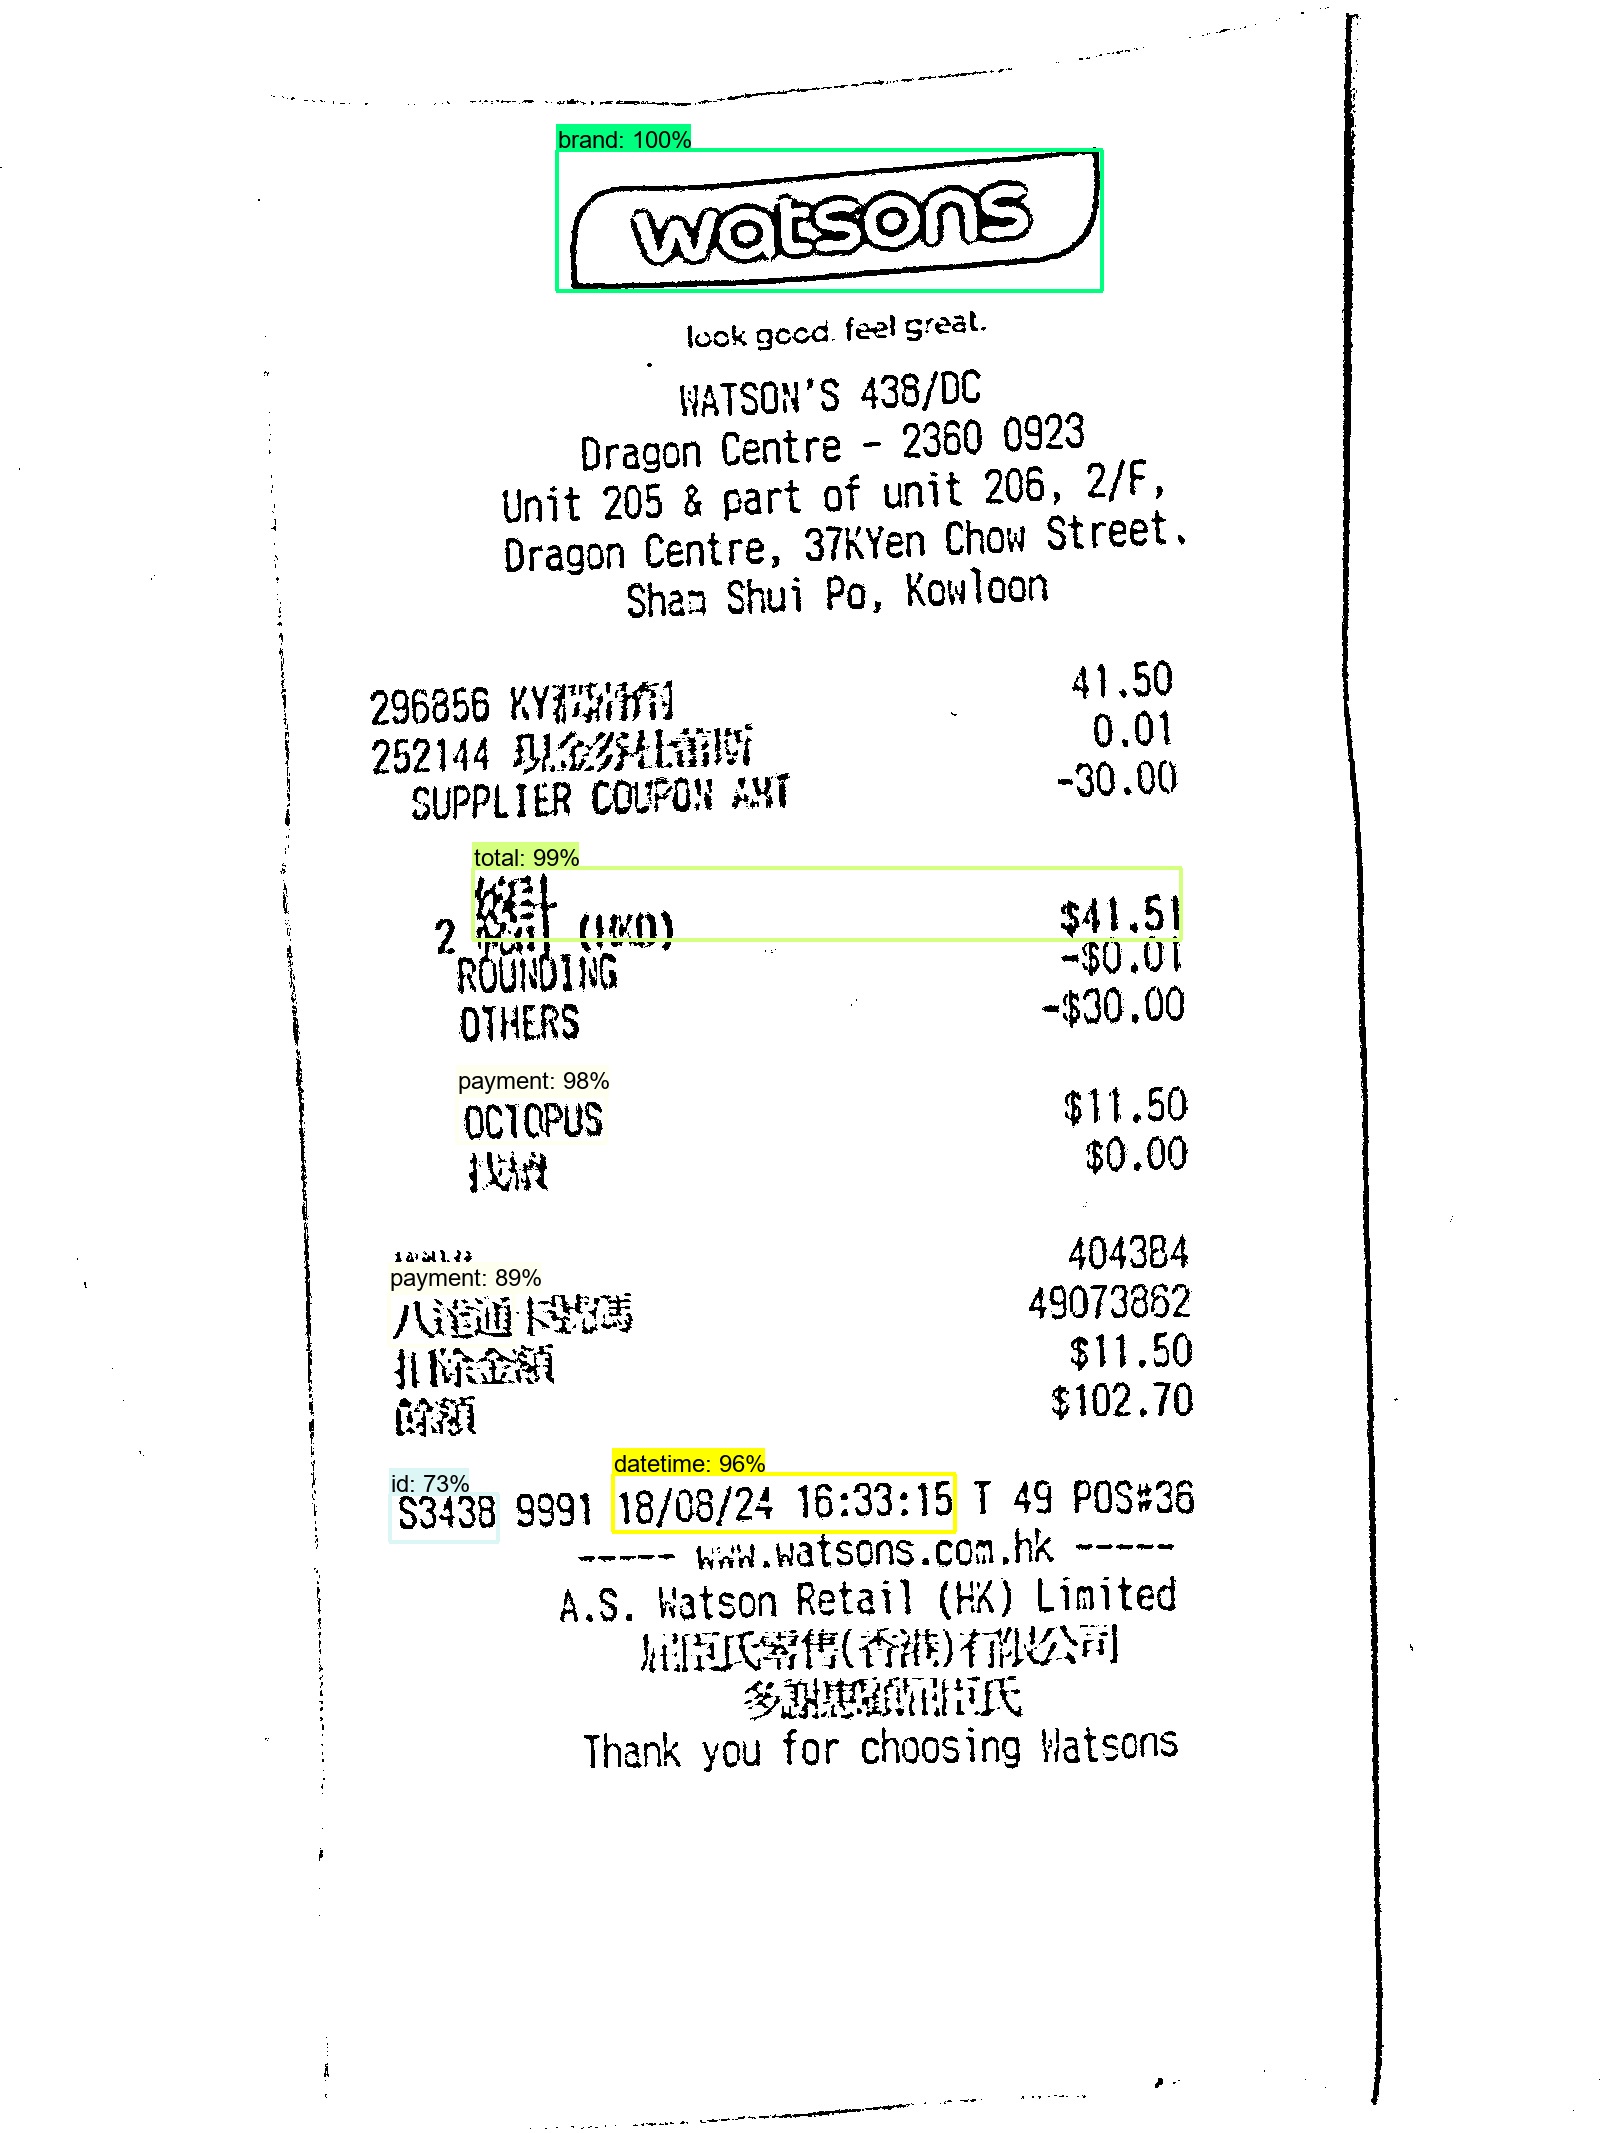 brand: 100%
watsons
look good. feel great.
WATSON'S 438/DC
Dragon Centre - 2360 0923
Unit 205 & part of unit 206, 2/F,
Dragon Centre, 37KYen Chow Street.
Sham Shui Po, Kowloon
296856 KY 41.50
252144 現金券 0.01
SUPPLIER COUPON AMT -30.00
total: 99%
2 總計 (HKD) $41.51
ROUNDING -$0.01
OTHERS -$30.00
payment: 98%
OCTOPUS $11.50
找續 $0.00
404384
payment: 89%
八達通卡號碼 49073862
扣除金額 $11.50
餘額 $102.70
id: 73%
datetime: 96%
S3438 9991 18/08/24 16:33:15 T 49 POS#36
----- www.watsons.com.hk -----
A.S. Watson Retail (HK) Limited
屈臣氏零售(香港)有限公司
多謝惠顧屈臣氏
Thank you for choosing Watsons